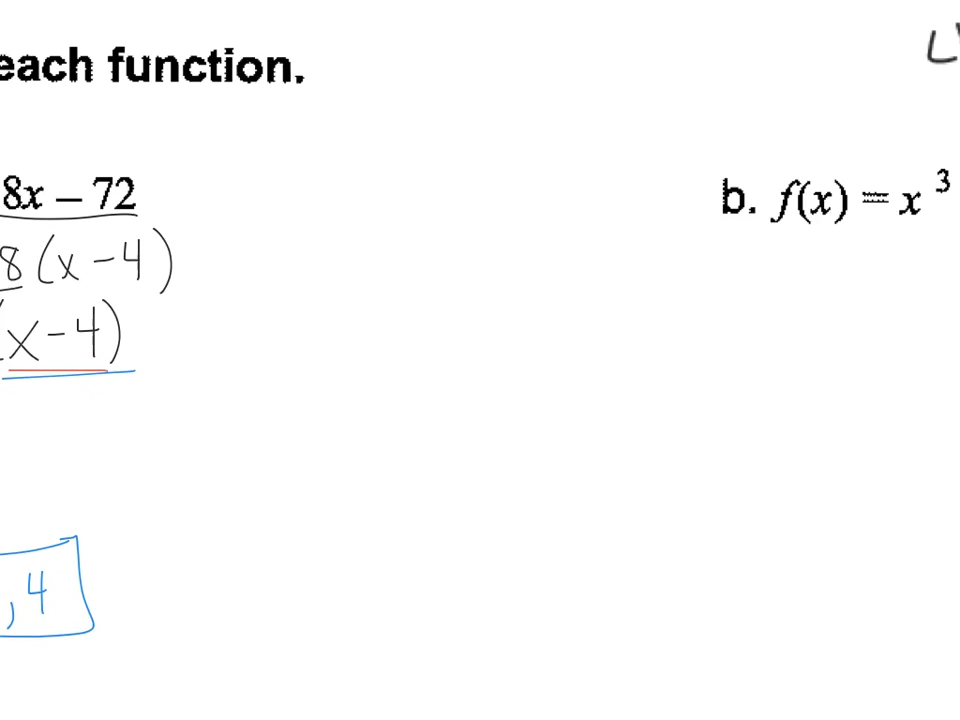 each function.
8x – 72
b. f(x) = x ³
8(x-4)
(x-4)
, 4